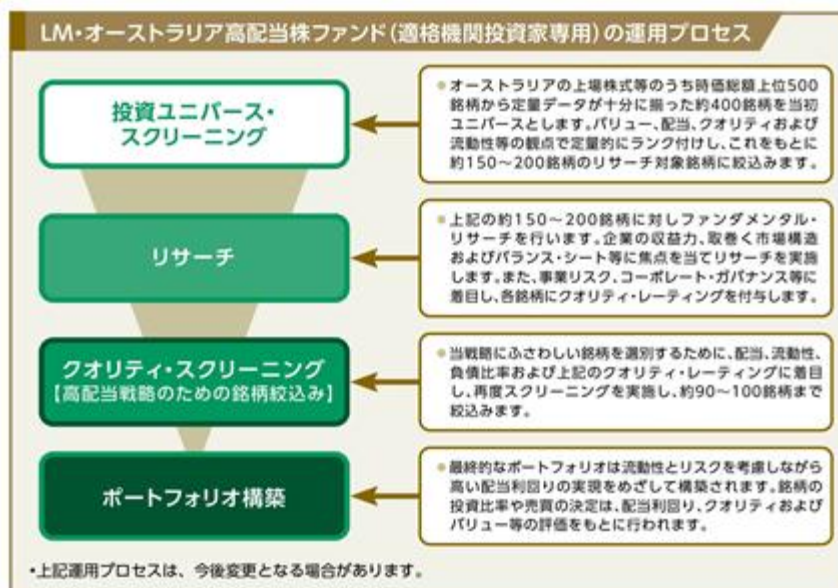 LM・オーストラリア高配当株ファンド(適格機関投資家専用)の運用プロセス
投資ユニバース・
スクリーニング
●オーストラリアの上場株式等のうち時価総額上位500
銘柄から定量データが十分に揃った約400銘柄を当初
ユニバースとします。バリュー、配当、クオリティおよび
流動性等の観点で定量的にランク付けし、これをもとに
約150～200銘柄のリサーチ対象銘柄に絞込みます。
リサーチ
●上記の約150～200銘柄に対しファンダメンタル・
リサーチを行います。企業の収益力、取巻く市場構造
およびバランス・シート等に焦点を当てリサーチを実施
します。また、事業リスク、コーポレート・ガバナンス等に
着目し、各銘柄にクオリティ・レーティングを付与します。
クオリティ・スクリーニング
【高配当戦略のための銘柄絞込み】
●当戦略にふさわしい銘柄を選別するために、配当、流動性、
負債比率および上記のクオリティ・レーティングに着目
し、再度スクリーニングを実施し、約90～100銘柄まで
絞込みます。
ポートフォリオ構築
●最終的なポートフォリオは流動性とリスクを考慮しながら
高い配当利回りの実現をめざして構築されます。銘柄の
投資比率や売買の決定は、配当利回り、クオリティおよび
バリュー等の評価をもとに行われます。
・上記運用プロセスは、今後変更となる場合があります。